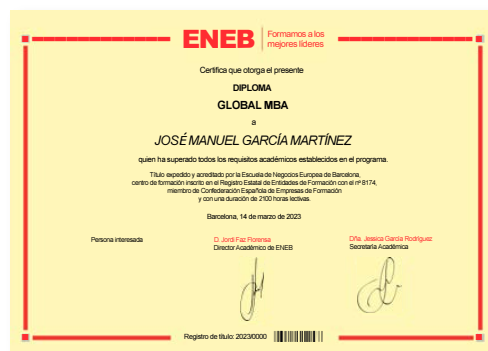 ENEB
Formamos a los
mejores líderes
Certifica que otorga el presente
DIPLOMA
GLOBAL MBA
a
JOSÉ MANUEL GARCÍA MARTÍNEZ
quien ha superado todos los requisitos académicos establecidos en el programa.
Título expedido y acreditado por la Escuela de Negocios Europea de Barcelona,
centro de formación inscrito en el Registro Estatal de Entidades de Formación con el nº 8174,
miembro de Confederación Española de Empresas de Formación
y con una duración de 2100 horas lectivas.
Barcelona, 14 de marzo de 2023
Persona interesada
D. Jordi Faz Florensa
Director Académico de ENEB
Dña. Jessica García Rodríguez
Secretaria Académica
Registro de título: 2023/0000